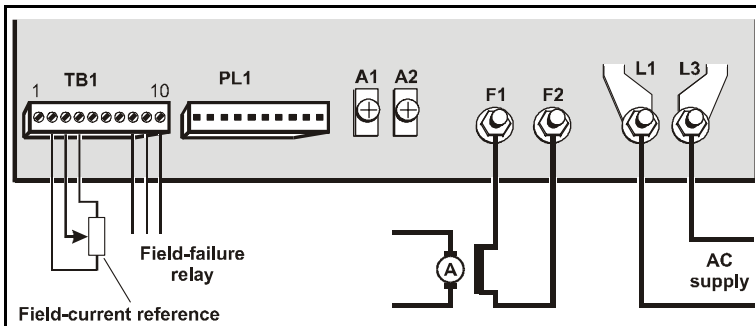 TB1
1
10
PL1
A1 A2
F1 F2
L1 L3
Field-failure
relay
A
AC
supply
Field-current reference